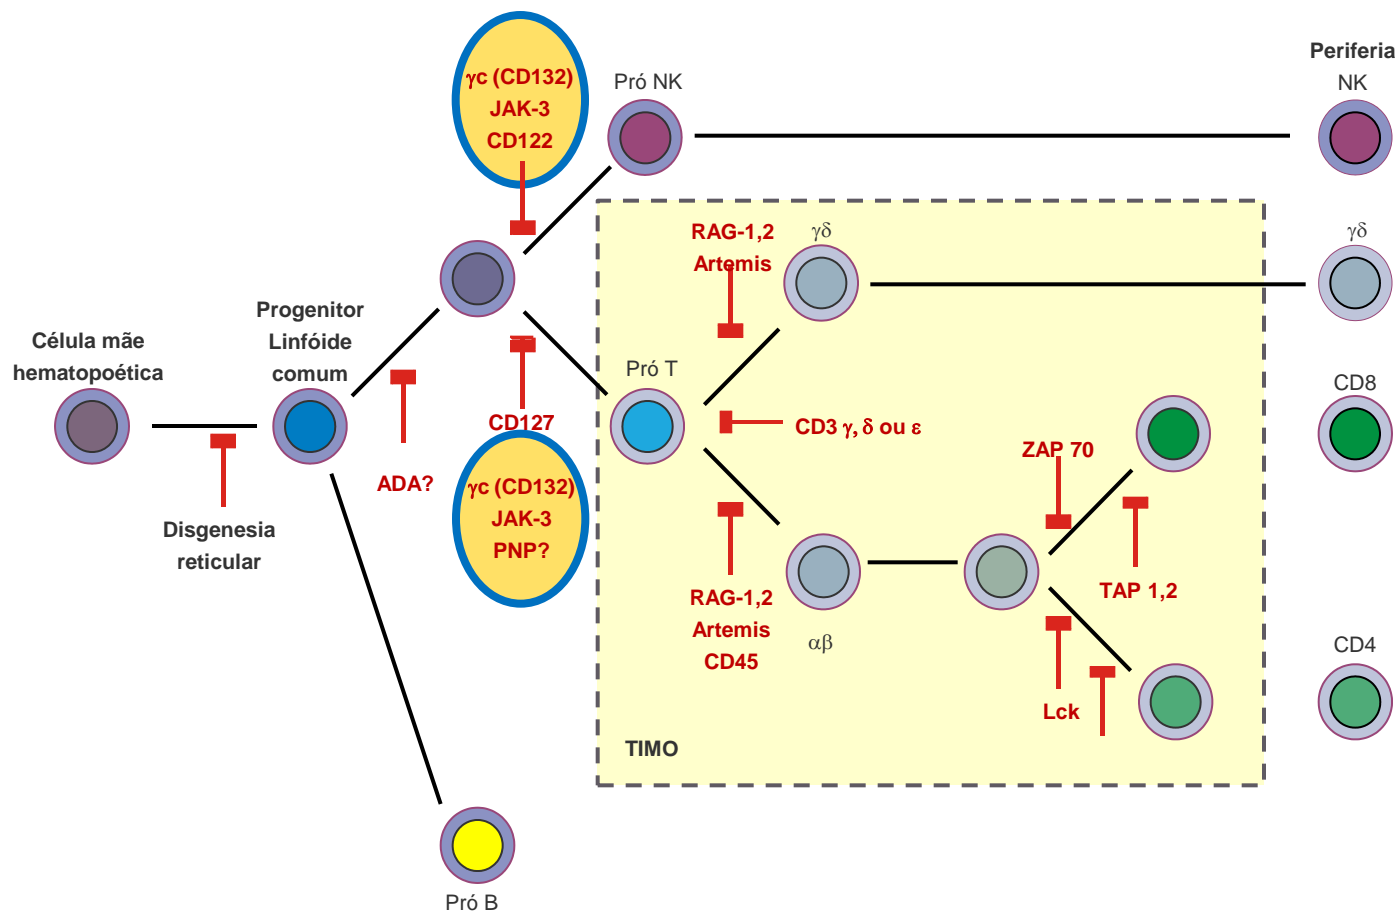 γc (CD132)
JAK-3
CD122
Pró NK
Periferia
NK
RAG-1,2
Artemis
γδ
γδ
Célula mãe
hematopoética
Progenitor
Linfóide
comum
Pró T
CD8
CD127
CD3 γ, δ ou ε
ZAP 70
ADA?
γc (CD132)
JAK-3
PNP?
Disgenesia
reticular
RAG-1,2
Artemis
CD45
αβ
TAP 1,2
CD4
Lck
TIMO
Pró B